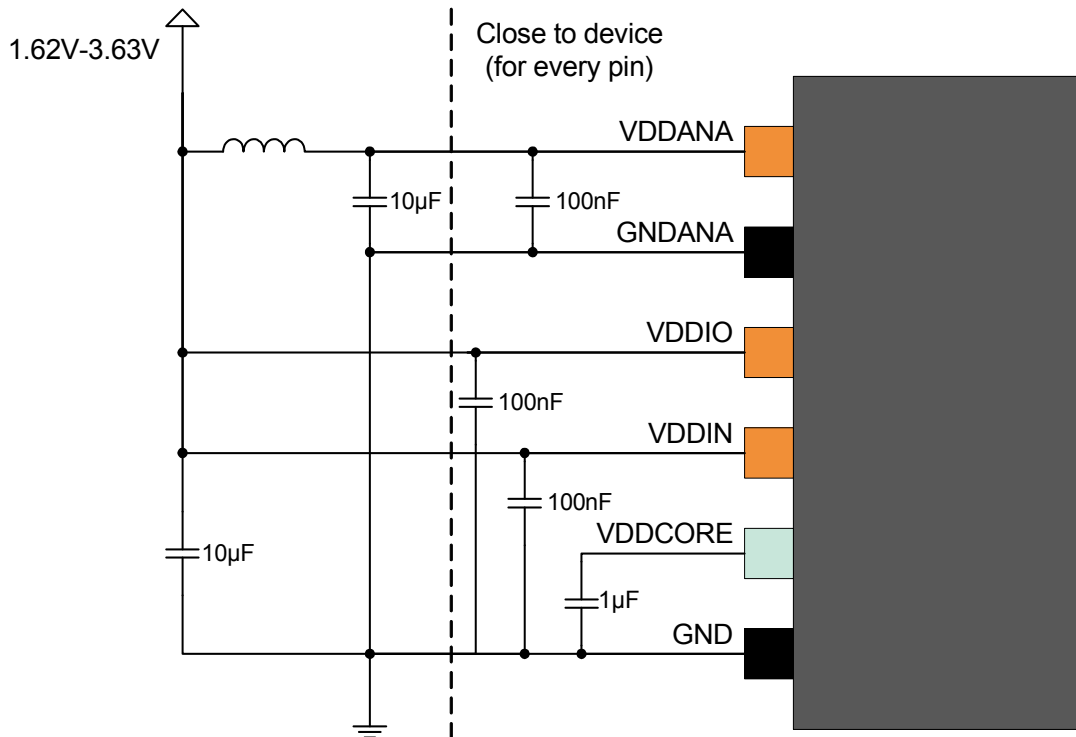 1.62V-3.63V
Close to device
(for every pin)
VDDANA
10µF
100nF
GNDANA
VDDIO
100nF
VDDIN
100nF
VDDCORE
10µF
1µF
GND